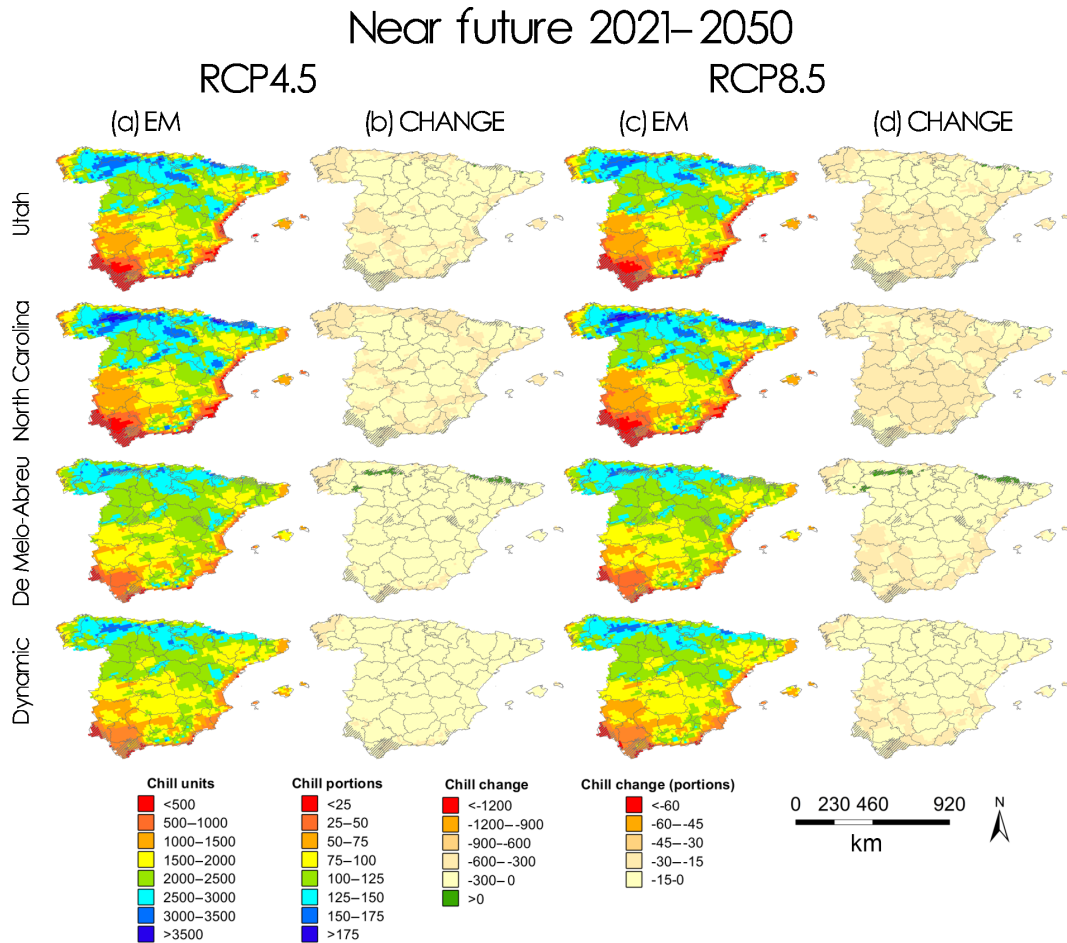 Near future 2021–2050
RCP4.5
RCP8.5
(a) EM
(b) CHANGE
(c) EM
(d) CHANGE
Utah
North Carolina
De Melo-Abreu
Dynamic
Chill units
<500
500–1000
1000–1500
1500–2000
2000–2500
2500–3000
3000–3500
>3500
Chill portions
<25
25–50
50–75
75–100
100–125
125–150
150–175
>175
Chill change
<-1200
-1200–-900
-900–-600
-600–-300
-300–0
>0
Chill change (portions)
<-60
-60–-45
-45–-30
-30–-15
-15-0
0 230 460 920
km
N